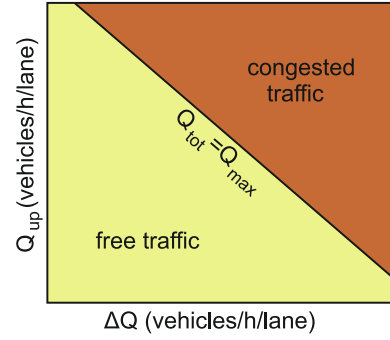 congested
traffic
Q_tot =Q_max
free traffic
Q_up (vehicles/h/lane)
ΔQ (vehicles/h/lane)